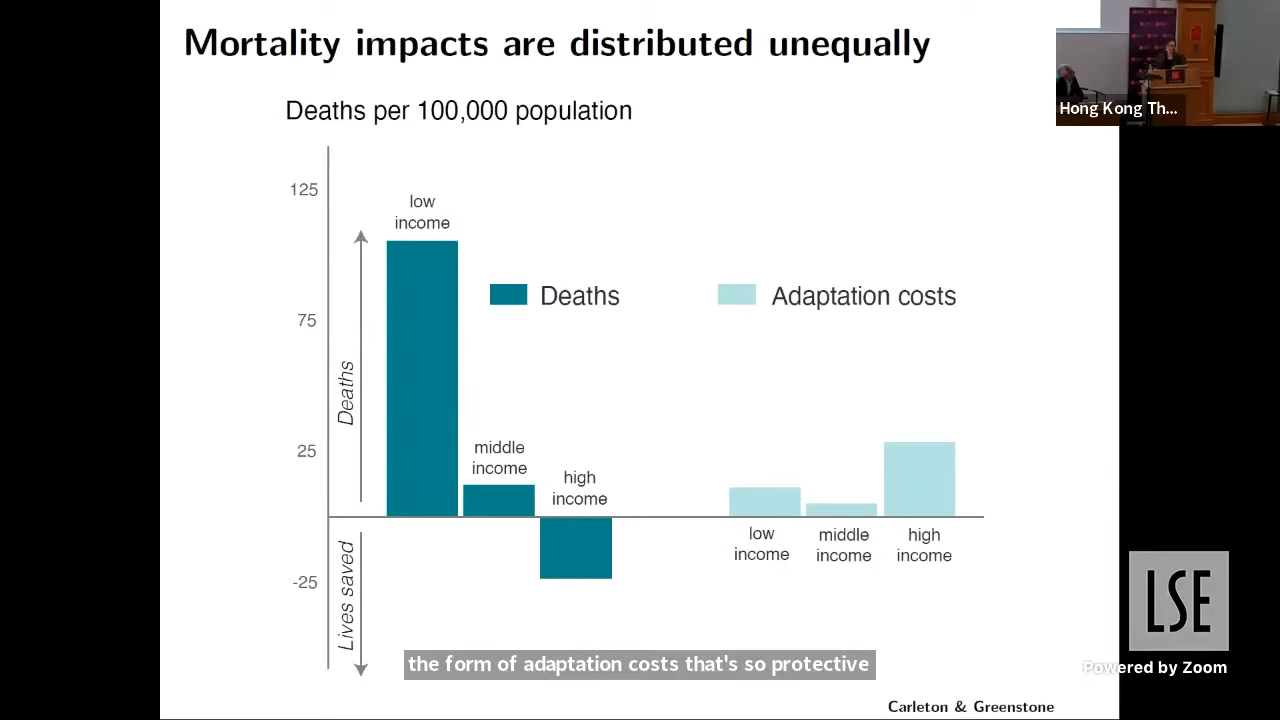 Mortality impacts are distributed unequally
Hong Kong Th...
Deaths per 100,000 population
125
75
25
-25
Deaths
Lives saved
low
income
middle
income
high
income
Deaths
Adaptation costs
low
income
middle
income
high
income
the form of adaptation costs that's so protective
LSE
Powered by Zoom
Carleton & Greenstone